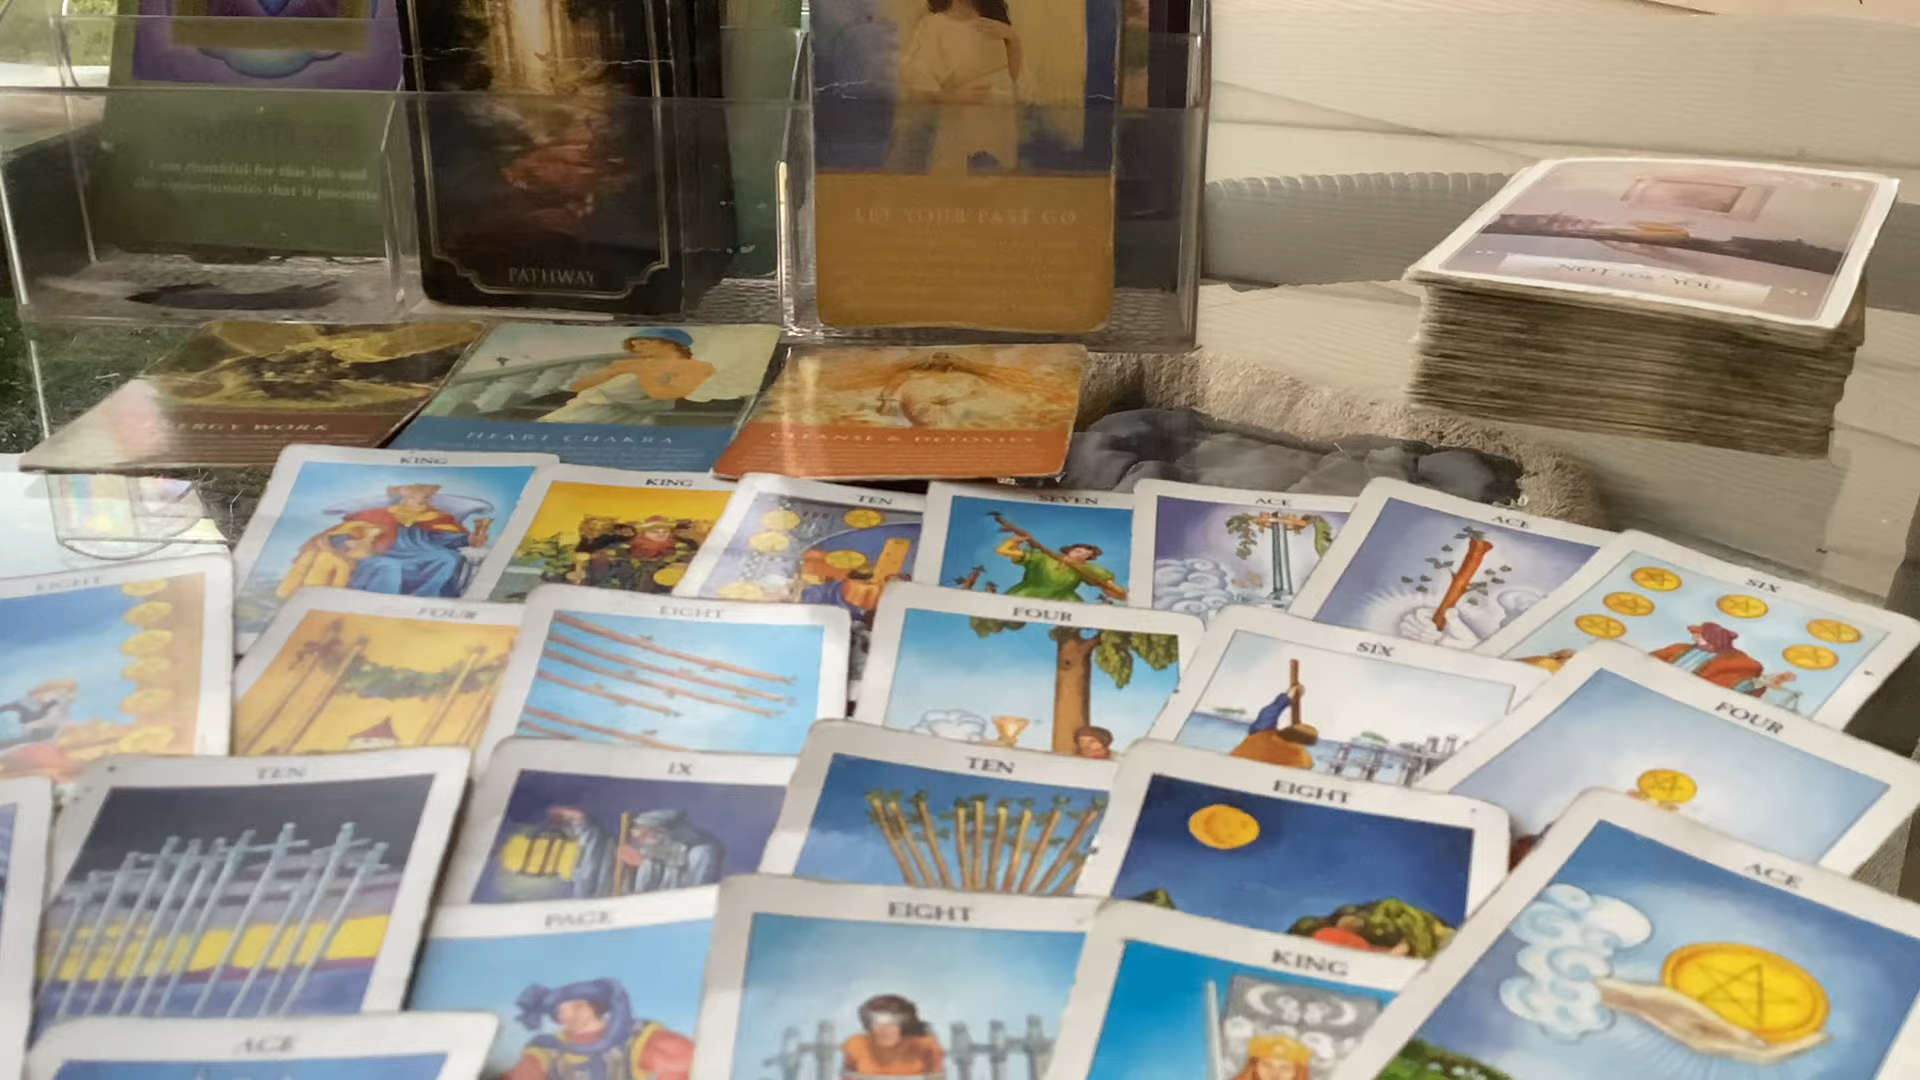 I am thankful for this life and
the opportunities that it presents
PATHWAY
LET YOUR PAST GO
NOT FOR YOU
ERGY WORK
HEART CHAKRA
CLEANSE & DETOXIFY
KING
KING
TEN
SEVEN
ACE
ACE
SIX
EIGHT
FOUR
EIGHT
FOUR
SIX
FOUR
TEN
IX
TEN
EIGHT
ACE
PAGE
EIGHT
KING
ACE